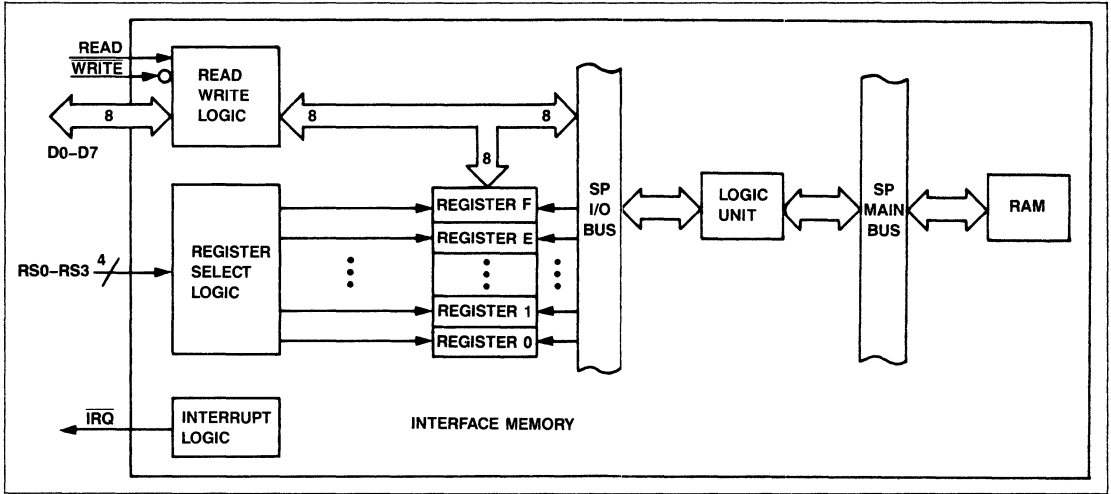 READ
WRITE
READ
WRITE
LOGIC
8
8
8
8
D0–D7
REGISTER
SELECT
LOGIC
RS0–RS3
4
REGISTER F
REGISTER E
REGISTER 1
REGISTER 0
SP
I/O
BUS
LOGIC
UNIT
SP
MAIN
BUS
RAM
IRQ
INTERRUPT
LOGIC
INTERFACE MEMORY